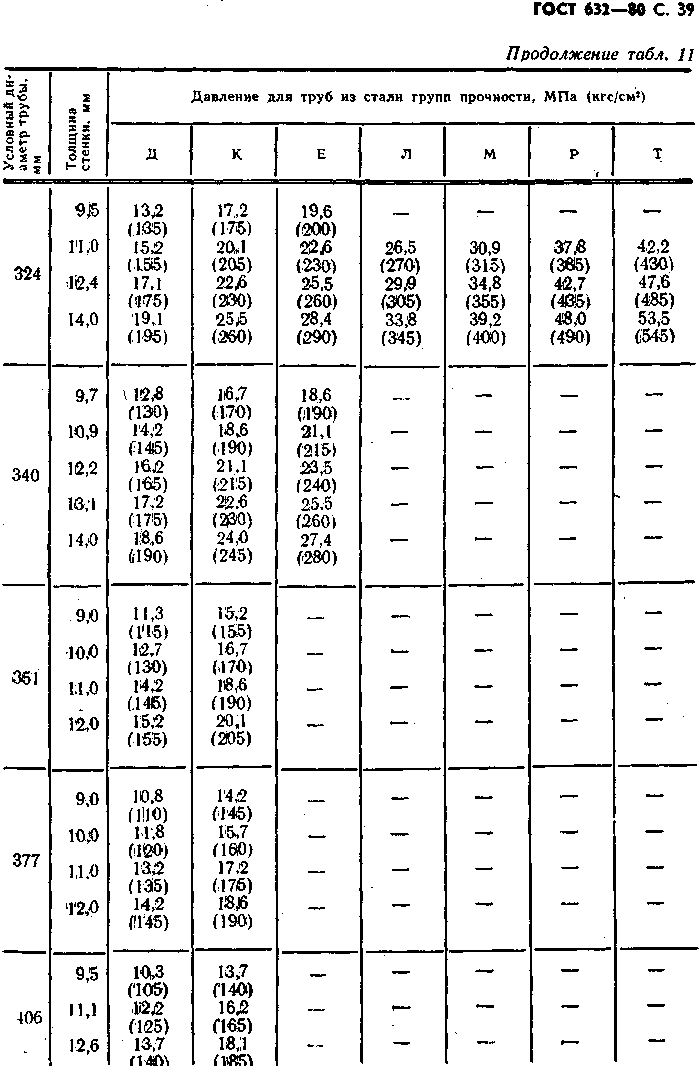 ГОСТ 632—80 С. 39
Продолжение табл. 11
Условный ди-
аметр трубы,
мм
Толщина
стенки, мм
Давление для труб из стали групп прочности, МПа (кгс/см²)
Д К Е Л М Р Т
324
9,5 13,2 17,2 19,6 — — — —
(135) (175) (200)
11,0 15,2 20,1 22,6 26,5 30,9 37,8 42,2
(155) (205) (230) (270) (315) (385) (430)
12,4 17,1 22,6 25,5 29,9 34,8 42,7 47,6
(175) (230) (260) (305) (355) (435) (485)
14,0 19,1 25,5 28,4 33,8 39,2 48,0 53,5
(195) (260) (290) (345) (400) (490) (545)
340
9,7 12,8 16,7 18,6 — — — —
(130) (170) (190)
10,9 14,2 18,6 21,1 — — — —
(145) (190) (215)
12,2 16,2 21,1 23,5 — — — —
(165) (215) (240)
13,1 17,2 22,6 25,5 — — — —
(175) (230) (260)
14,0 18,6 24,0 27,4 — — — —
(190) (245) (280)
351
9,0 11,3 15,2 — — — — —
(115) (155)
10,0 12,7 16,7 — — — — —
(130) (170)
11,0 14,2 18,6 — — — — —
(145) (190)
12,0 15,2 20,1 — — — — —
(155) (205)
377
9,0 10,8 14,2 — — — — —
(110) (145)
10,0 11,8 15,7 — — — — —
(120) (160)
11,0 13,2 17,2 — — — — —
(135) (175)
12,0 14,2 18,6 — — — — —
(145) (190)
406
9,5 10,3 13,7 — — — — —
(105) (140)
11,1 12,2 16,2 — — — — —
(125) (165)
12,6 13,7 18,1 — — — — —
(140) (185)